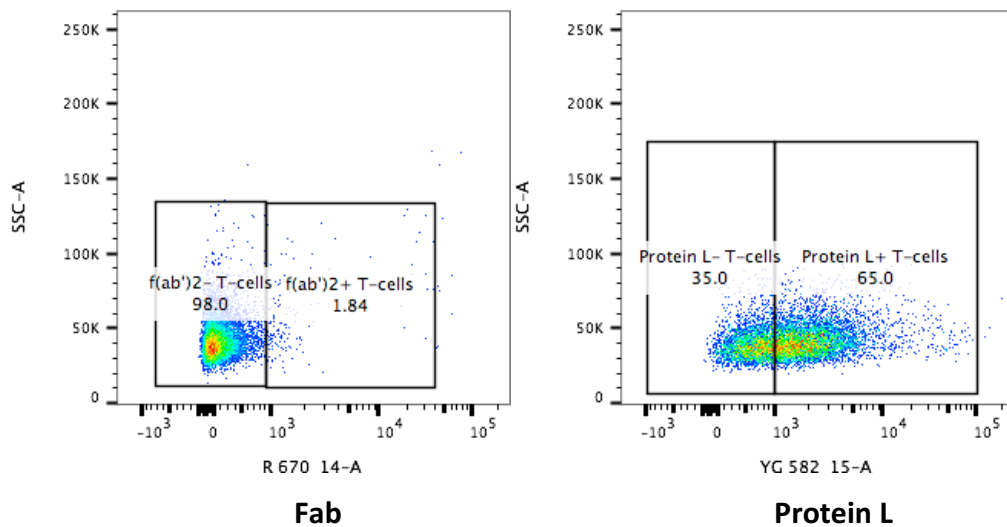 250K
200K
150K
100K
50K
0
SSC-A
f(ab')2- T-cells
98.0
f(ab')2+ T-cells
1.84
-10³
0
10³
10⁴
10⁵
R 670 14-A
Fab
250K
200K
150K
100K
50K
0
SSC-A
Protein L- T-cells
35.0
Protein L+ T-cells
65.0
-10³
0
10³
10⁴
10⁵
YG 582 15-A
Protein L